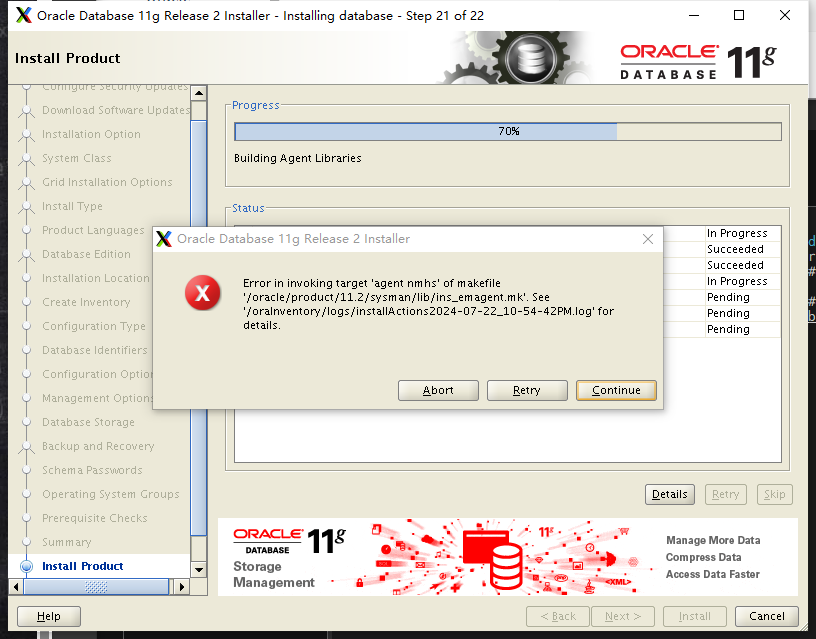 Oracle Database 11g Release 2 Installer - Installing database - Step 21 of 22
Install Product
ORACLE
DATABASE
11g
Configure Security Updates
Download Software Updates
Installation Option
System Class
Grid Installation Options
Install Type
Product Languages
Database Edition
Installation Location
Create Inventory
Configuration Type
Database Identifiers
Configuration Option
Management Options
Database Storage
Backup and Recovery
Schema Passwords
Operating System Groups
Prerequisite Checks
Summary
Install Product
Progress
70%
Building Agent Libraries
Status
In Progress
Succeeded
Succeeded
In Progress
Pending
Pending
Pending
Oracle Database 11g Release 2 Installer
Error in invoking target 'agent nmhs' of makefile
'/oracle/product/11.2/sysman/lib/ins_emagent.mk'. See
'/oraInventory/logs/installActions2024-07-22_10-54-42PM.log' for
details.
Abort
Retry
Continue
Details
Retry
Skip
ORACLE
DATABASE
11g
Storage
Management
11g
<XML>
Manage More Data
Compress Data
Access Data Faster
Help
< Back
Next >
Install
Cancel